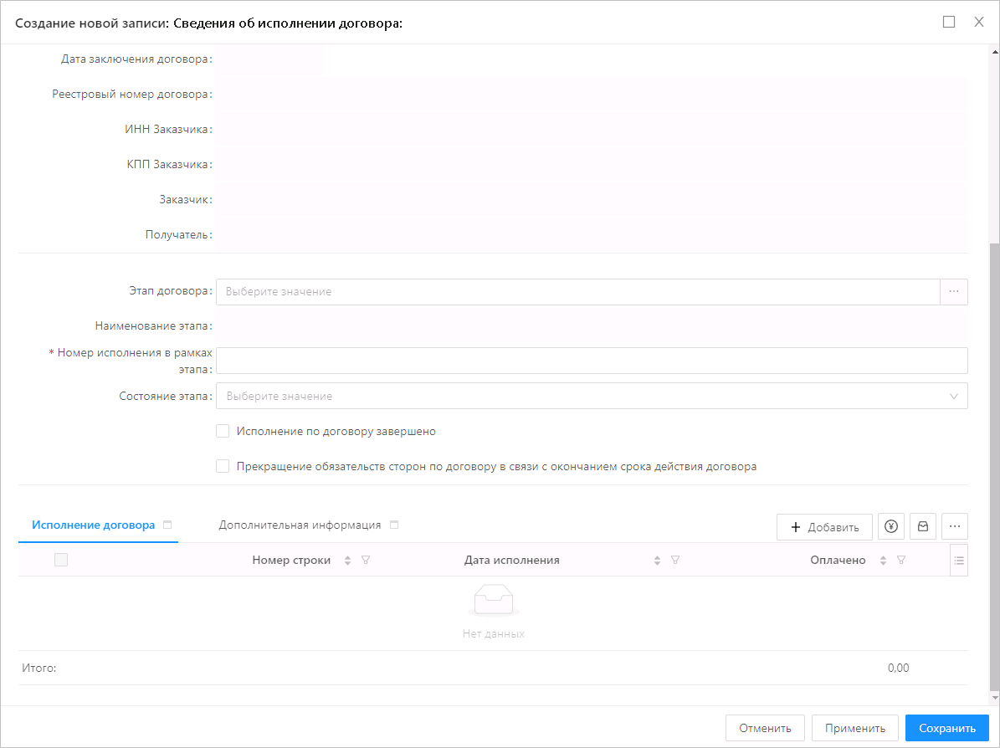 Создание новой записи: Сведения об исполнении договора:
Дата заключения договора:
Реестровый номер договора:
ИНН Заказчика:
КПП Заказчика:
Заказчик:
Получатель:
Этап договора: Выберите значение ...
Наименование этапа:
* Номер исполнения в рамках
этапа:
Состояние этапа: Выберите значение
Исполнение по договору завершено
Прекращение обязательств сторон по договору в связи с окончанием срока действия договора
Исполнение договора Дополнительная информация + Добавить ¥ ...
Номер строки Дата исполнения Оплачено
Нет данных
Итого: 0,00
Отменить Применить Сохранить